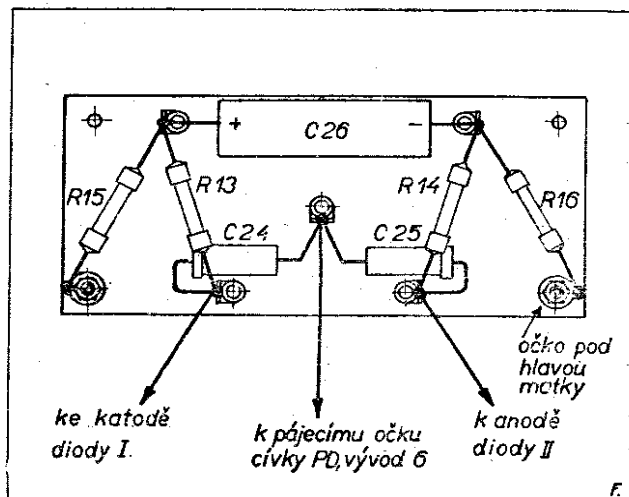 + C26 -
R15 R13 R14 R16
C24 C25
očko pod
hlavou
matky
ke katodě
diody I.
k pájecímu očku
cívky PD, vývod 6
k anodě
diody II
F.